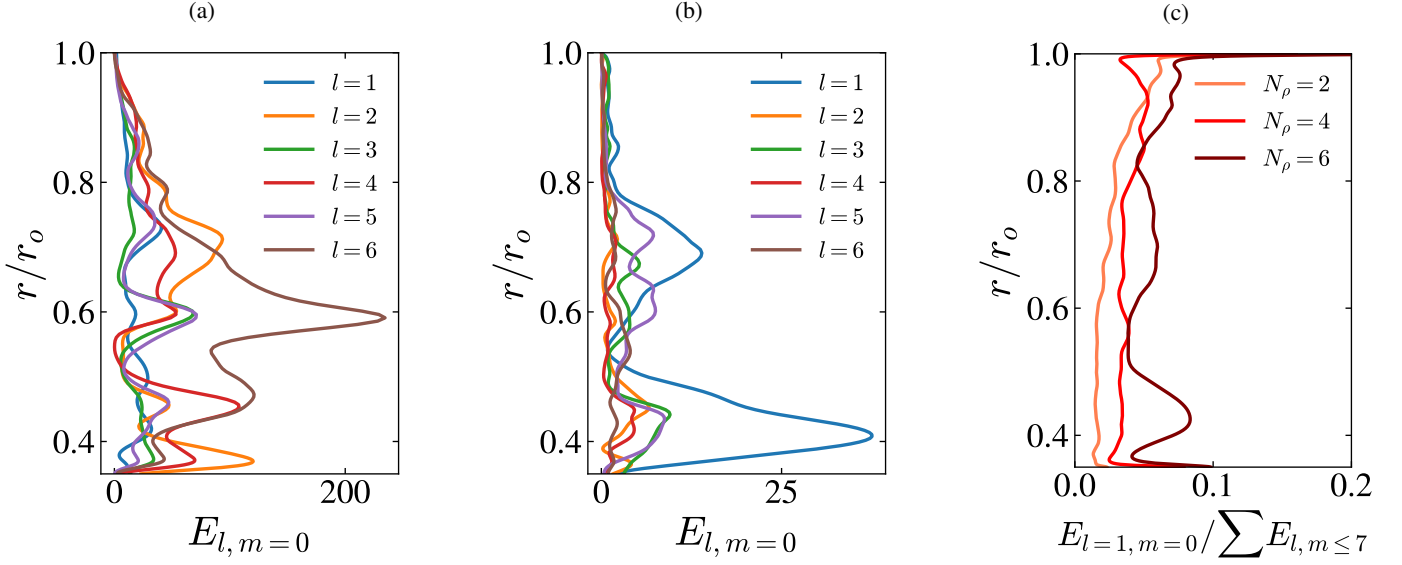 (a)
1.0
0.8
0.6
0.4
r/r_o
0
200
E_{l, m=0}
l = 1
l = 2
l = 3
l = 4
l = 5
l = 6
(b)
1.0
0.8
0.6
0.4
r/r_o
0
25
E_{l, m=0}
l = 1
l = 2
l = 3
l = 4
l = 5
l = 6
(c)
1.0
0.8
0.6
0.4
r/r_o
0.0
0.1
0.2
E_{l=1, m=0}/∑E_{l, m≤7}
N_ρ = 2
N_ρ = 4
N_ρ = 6